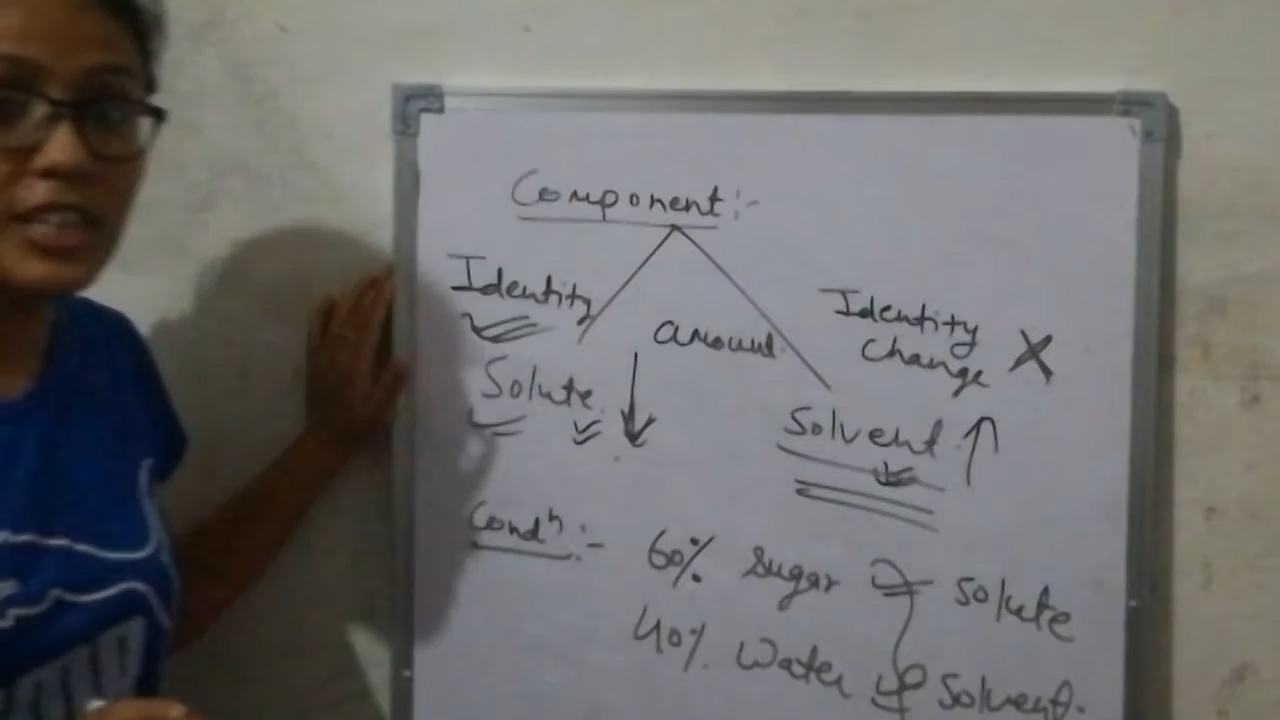 Component:-
Identity
amount
Identity
Change X
Solute ↓
Solvent ↑
Condⁿ:- 60% Sugar → Solute
40% Water → Solvent.